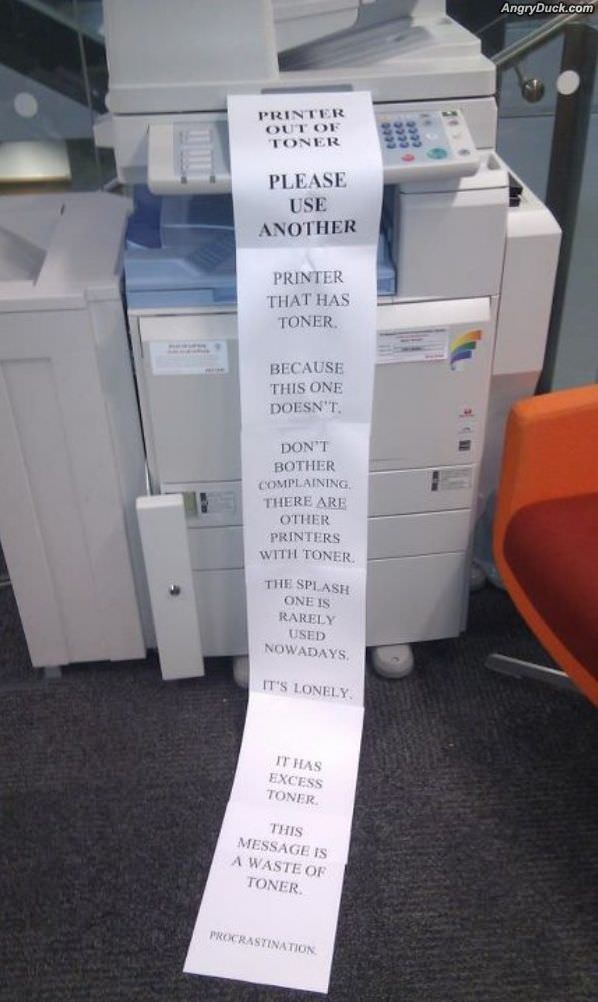 AngryDuck.com
PRINTER
OUT OF
TONER
PLEASE
USE
ANOTHER
PRINTER
THAT HAS
TONER.
BECAUSE
THIS ONE
DOESN'T.
DON'T
BOTHER
COMPLAINING.
THERE ARE
OTHER
PRINTERS
WITH TONER.
THE SPLASH
ONE IS
RARELY
USED
NOWADAYS.
IT'S LONELY.
IT HAS
EXCESS
TONER.
THIS
MESSAGE IS
A WASTE OF
TONER.
PROCRASTINATION.